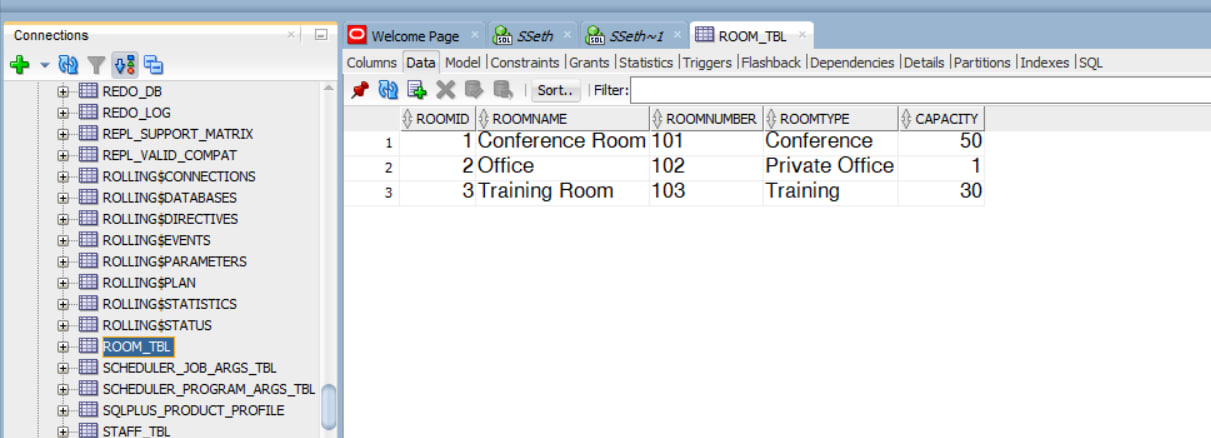 Connections
REDO_DB
REDO_LOG
REPL_SUPPORT_MATRIX
REPL_VALID_COMPAT
ROLLING$CONNECTIONS
ROLLING$DATABASES
ROLLING$DIRECTIVES
ROLLING$EVENTS
ROLLING$PARAMETERS
ROLLING$PLAN
ROLLING$STATISTICS
ROLLING$STATUS
ROOM_TBL
SCHEDULER_JOB_ARGS_TBL
SCHEDULER_PROGRAM_ARGS_TBL
SQLPLUS_PRODUCT_PROFILE
STAFF_TBL
Welcome Page SQL SSeth SQL SSeth~1 ROOM_TBL
Columns Data Model Constraints Grants Statistics Triggers Flashback Dependencies Details Partitions Indexes SQL
Sort.. Filter:
ROOMID ROOMNAME ROOMNUMBER ROOMTYPE CAPACITY
1 1 Conference Room 101 Conference 50
2 2 Office 102 Private Office 1
3 3 Training Room 103 Training 30